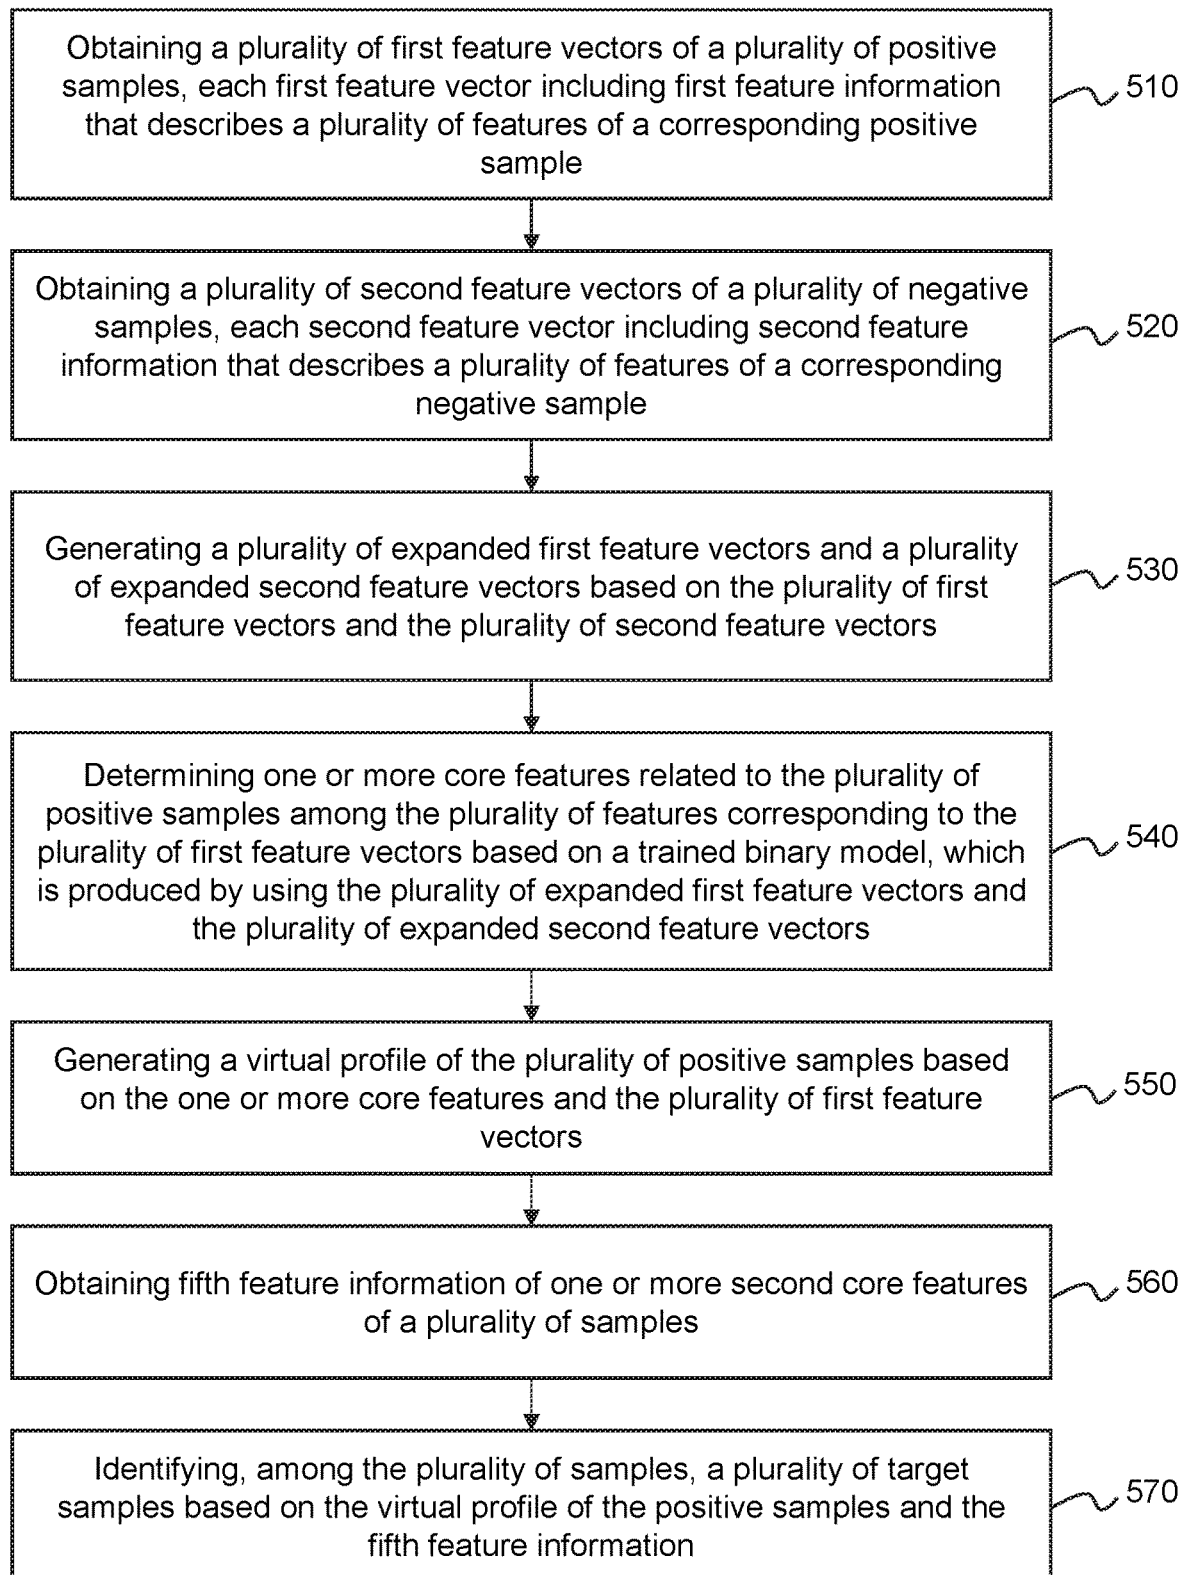 Obtaining a plurality of first feature vectors of a plurality of positive
samples, each first feature vector including first feature information
that describes a plurality of features of a corresponding positive
sample
510
Obtaining a plurality of second feature vectors of a plurality of negative
samples, each second feature vector including second feature
information that describes a plurality of features of a corresponding
negative sample
520
Generating a plurality of expanded first feature vectors and a plurality
of expanded second feature vectors based on the plurality of first
feature vectors and the plurality of second feature vectors
530
Determining one or more core features related to the plurality of
positive samples among the plurality of features corresponding to the
plurality of first feature vectors based on a trained binary model, which
is produced by using the plurality of expanded first feature vectors and
the plurality of expanded second feature vectors
540
Generating a virtual profile of the plurality of positive samples based
on the one or more core features and the plurality of first feature
vectors
550
Obtaining fifth feature information of one or more second core features
of a plurality of samples
560
Identifying, among the plurality of samples, a plurality of target
samples based on the virtual profile of the positive samples and the
fifth feature information
570